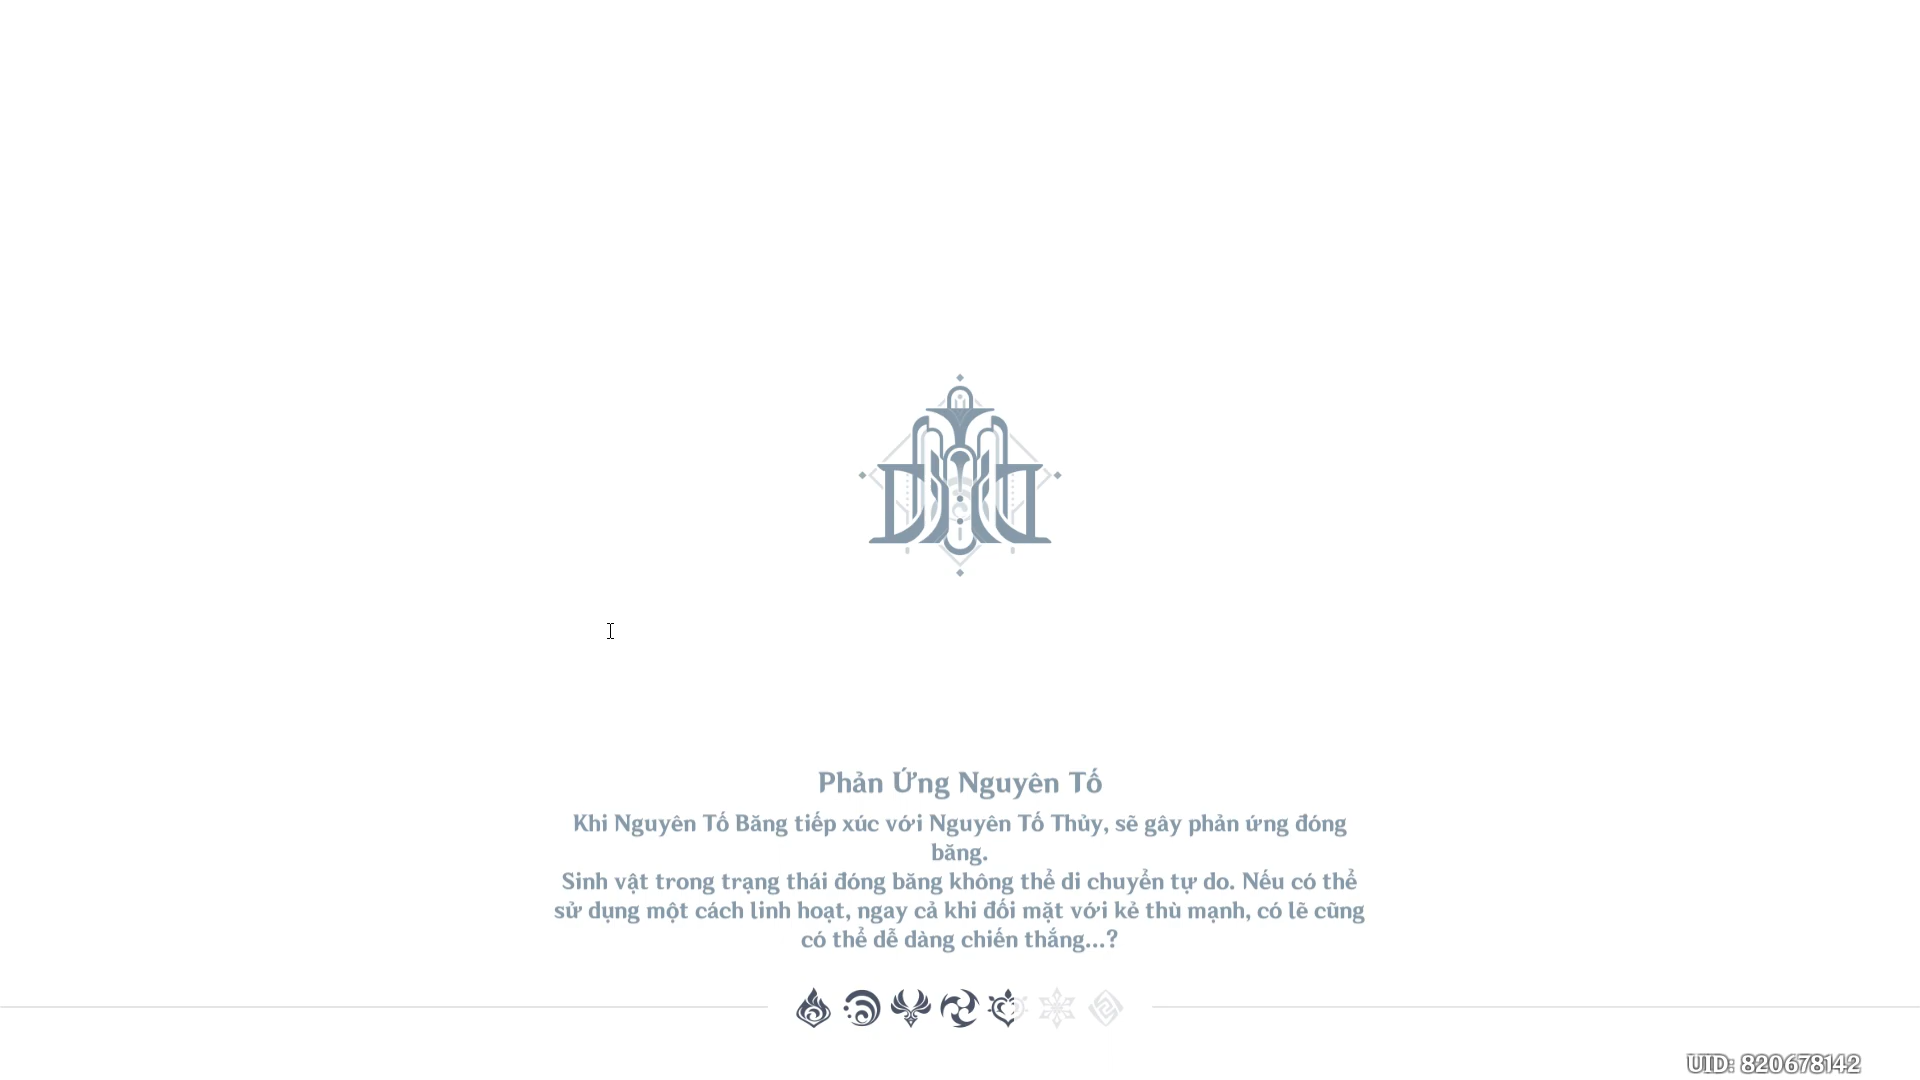 Phản Ứng Nguyên Tố
Khi Nguyên Tố Băng tiếp xúc với Nguyên Tố Thủy, sẽ gây phản ứng đóng
băng.
Sinh vật trong trạng thái đóng băng không thể di chuyển tự do. Nếu có thể
sử dụng một cách linh hoạt, ngay cả khi đối mặt với kẻ thù mạnh, có lẽ cũng
có thể dễ dàng chiến thắng...?
UID: 820678142